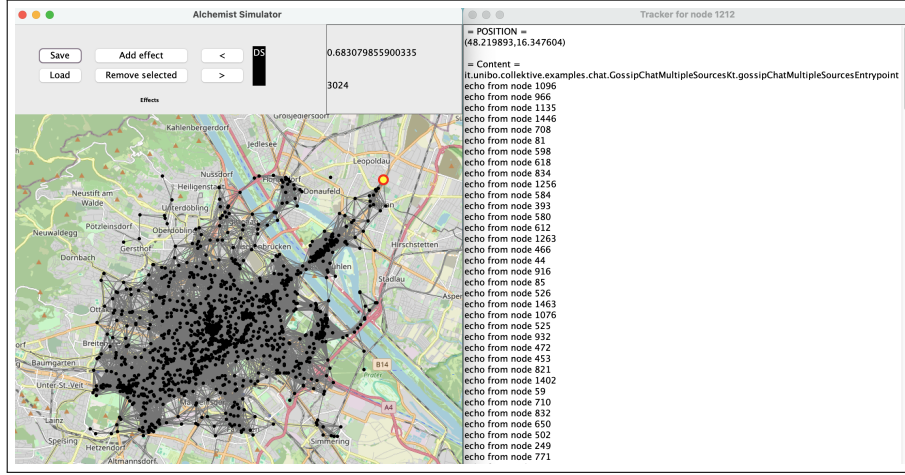 Alchemist Simulator
Save
Add effect
<
DS
0.683079855900335
Load
Remove selected
>
3024
Effects
Großjedlersdorf
Kahlenbergerdorf
Jedlesee
Leopoldau
Nussdorf
Heiligenstadt
Donaufeld
Neustift am
Walde
Unterdöbling
Pötzleinsdorf
Oberdöbling
Neuwaldegg
Gersthof
Hirschstetten
Dornbach
Stadlau
Breiten
B14
Baumgarten
Unter-St.-Veit
A4
Lainz
Speising
Simmering
Hetzendorf
Altmannsdorf
Tracker for node 1212
= POSITION =
(48.219893,16.347604)
= Content =
it.unibo.collektive.examples.chat.GossipChatMultipleSourcesKt.gossipChatMultipleSourcesEntrypoint
echo from node 1096
echo from node 966
echo from node 1135
echo from node 1446
echo from node 708
echo from node 81
echo from node 598
echo from node 618
echo from node 834
echo from node 1256
echo from node 584
echo from node 393
echo from node 580
echo from node 612
echo from node 1263
echo from node 466
echo from node 44
echo from node 916
echo from node 85
echo from node 526
echo from node 1463
echo from node 1076
echo from node 525
echo from node 932
echo from node 472
echo from node 453
echo from node 821
echo from node 1402
echo from node 59
echo from node 710
echo from node 832
echo from node 650
echo from node 502
echo from node 249
echo from node 771